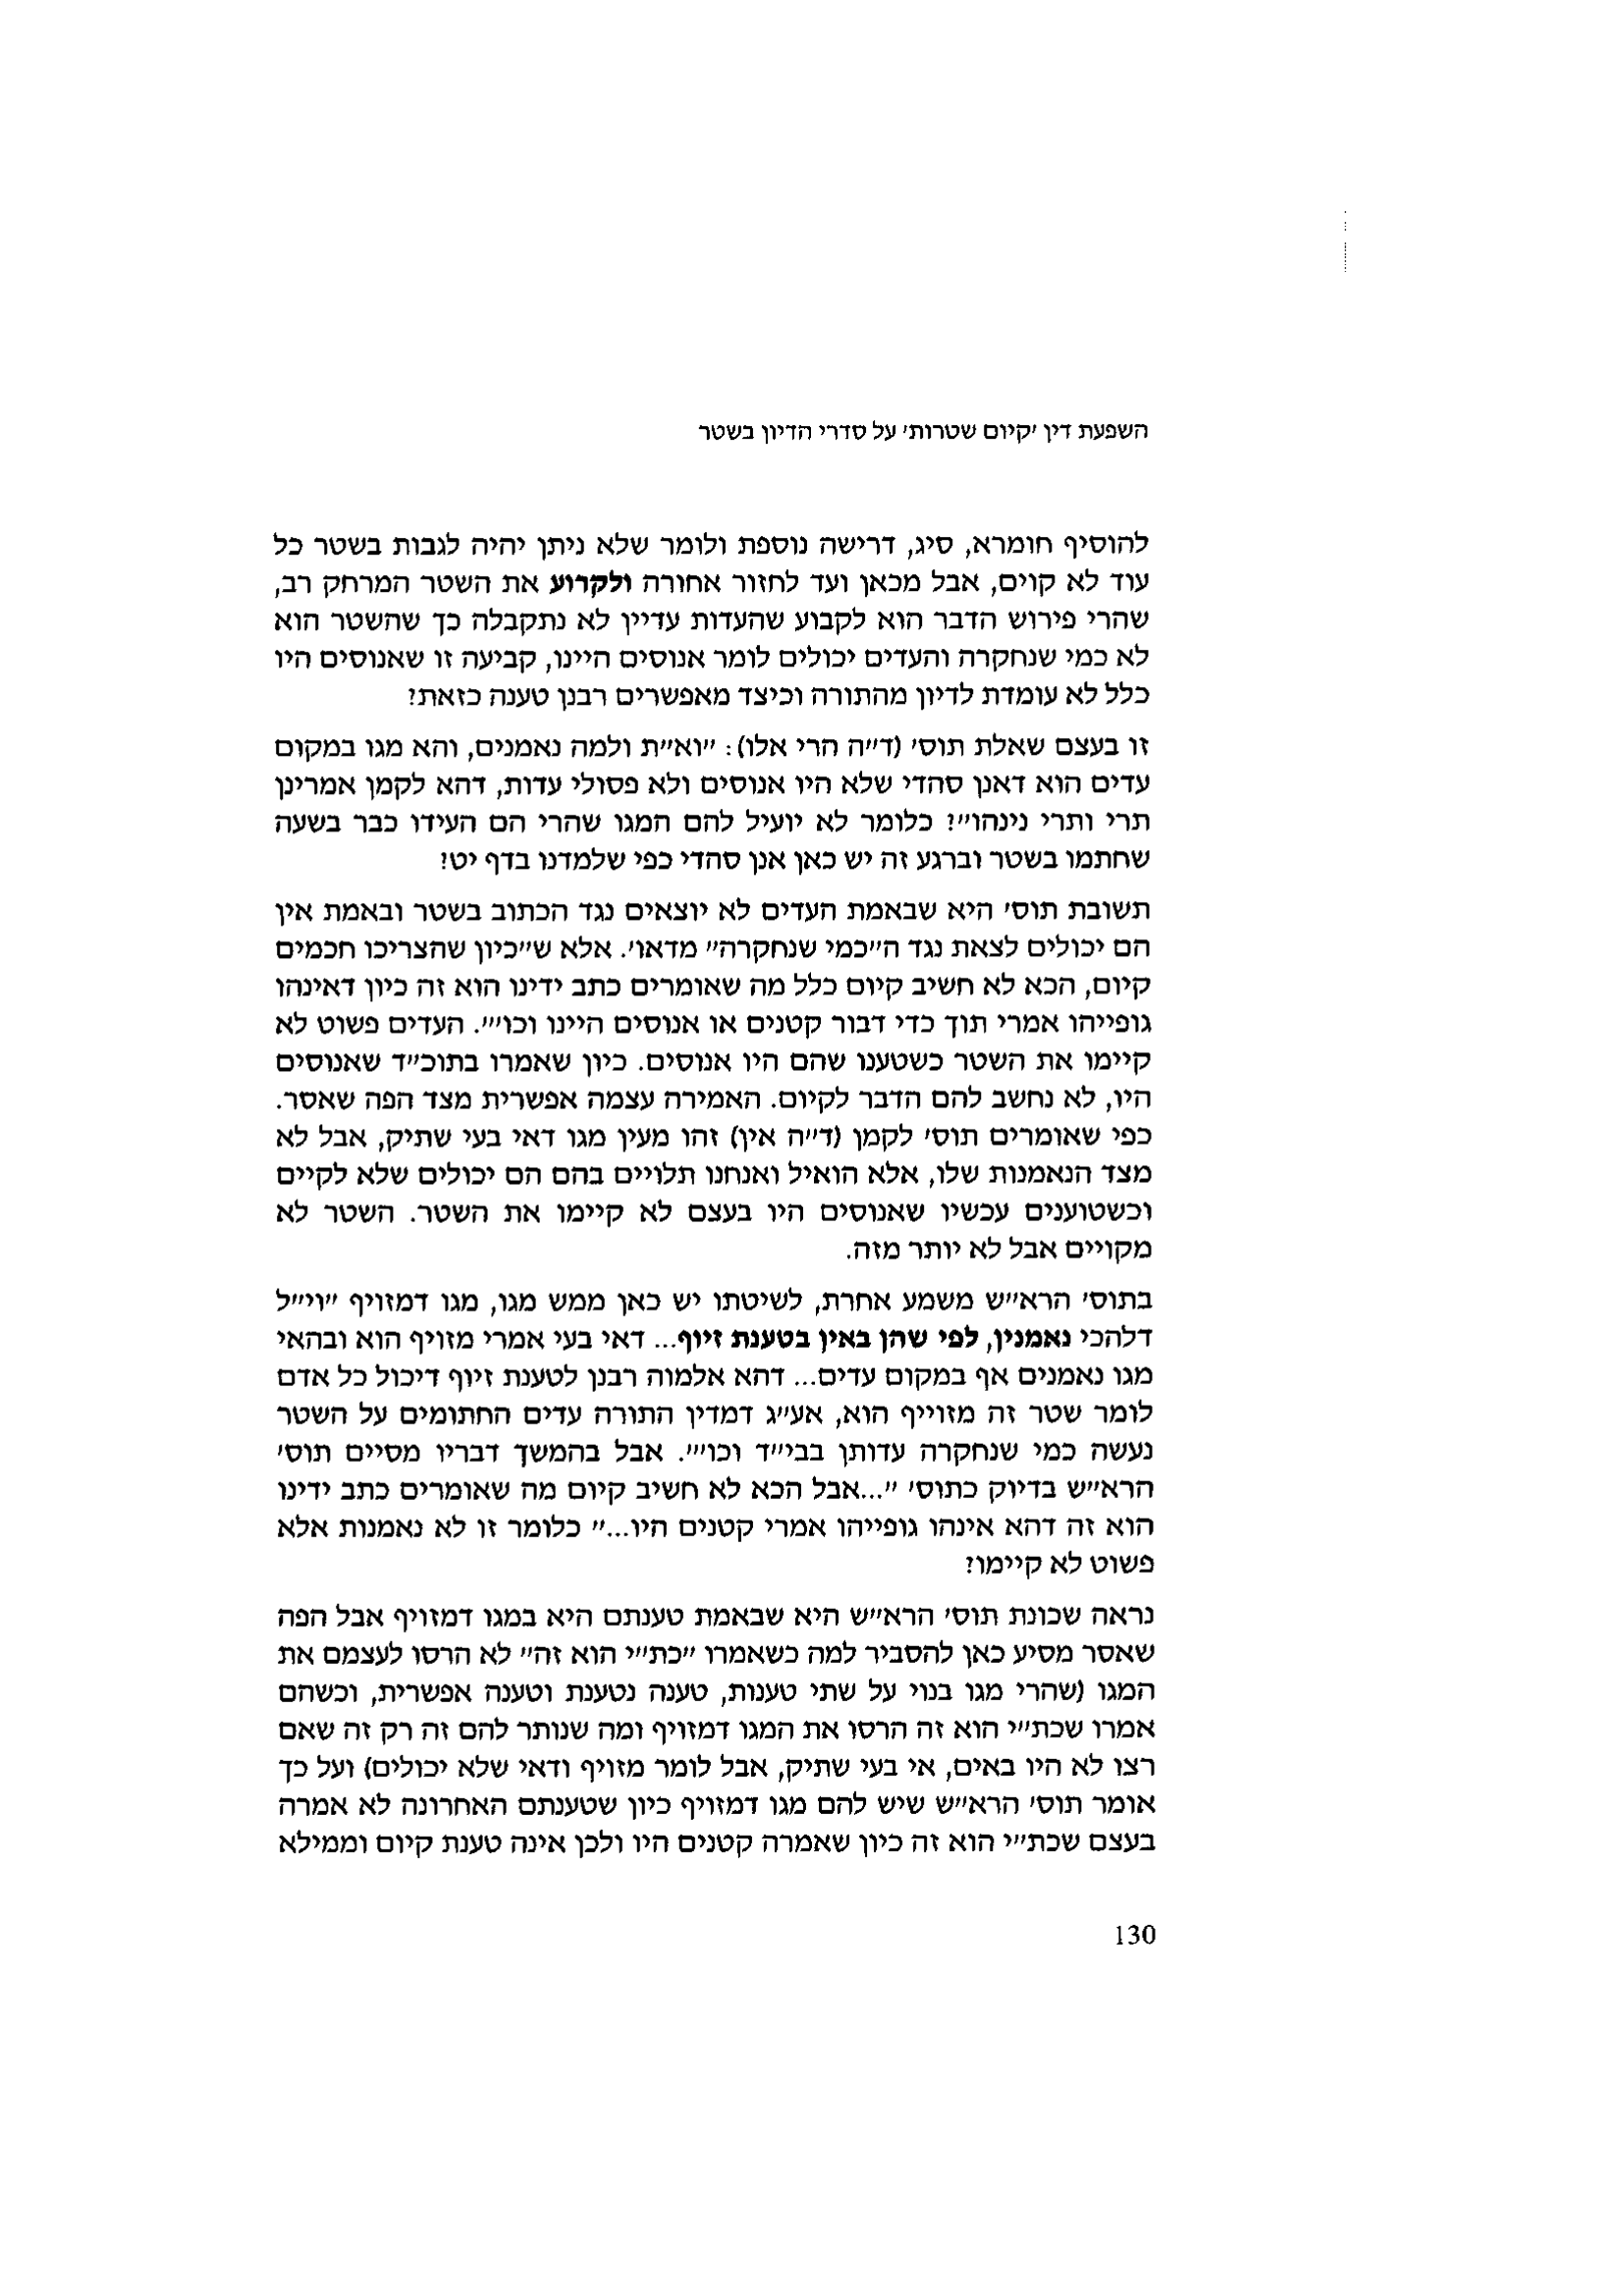 השפעת דין 'קיום שטרות' על סדרי הדיון בשטר
להוסיף חומרא, סיג, דרישה נוספת ולומר שלא ניתן יהיה לגבות בשטר כל
עוד לא קוים, אבל מכאן ועד לחזור אחורה ולקרוע את השטר המרחק רב,
שהרי פירוש הדבר הוא לקבוע שהעדות עדיין לא נתקבלה כך שהשטר הוא
לא כמי שנחקרה והעדים יכולים לומר אנוסים היינו, קביעה זו שאנוסים היו
כלל לא עומדת לדיון מהתורה וכיצד מאפשרים רבנן טענה כזאת?
זו בעצם שאלת תוס' (ד"ה הרי אלו): "וא"ת ולמה נאמנים, והא מגו במקום
עדים הוא דאנן סהדי שלא היו אנוסים ולא פסולי עדות, דהא לקמן אמרינן
תרי ותרי נינהו"? כלומר לא יועיל להם המגו שהרי הם העידו כבר בשעה
שחתמו בשטר וברגע זה יש כאן אנן סהדי כפי שלמדנו בדף יט?
תשובת תוס' היא שבאמת העדים לא יוצאים נגד הכתוב בשטר ובאמת אין
הם יכולים לצאת נגד ה"כמי שנחקרה" מדאו'. אלא ש"כיון שהצריכו חכמים
קיום, הכא לא חשיב קיום כלל מה שאומרים כתב ידינו הוא זה כיון דאינהו
גופייהו אמרי תוך כדי דבור קטנים או אנוסים היינו וכו'". העדים פשוט לא
קיימו את השטר כשטענו שהם היו אנוסים. כיון שאמרו בתוכ"ד שאנוסים
היו, לא נחשב להם הדבר לקיום. האמירה עצמה אפשרית מצד הפה שאסר.
כפי שאומרים תוס' לקמן (ד"ה אין) זהו מעין מגו דאי בעי שתיק, אבל לא
מצד הנאמנות שלו, אלא הואיל ואנחנו תלויים בהם הם יכולים שלא לקיים
וכשטוענים עכשיו שאנוסים היו בעצם לא קיימו את השטר. השטר לא
מקויים אבל לא יותר מזה.
בתוס' הרא"ש משמע אחרת, לשיטתו יש כאן ממש מגו, מגו דמזויף "וי"ל
דלהכי נאמנין, לפי שהן באין בטענת זיוף... דאי בעי אמרי מזויף הוא ובהאי
מגו נאמנים אף במקום עדים... דהא אלמוה רבנן לטענת זיוף דיכול כל אדם
לומר שטר זה מזוייף הוא, אע"ג דמדין התורה עדים החתומים על השטר
נעשה כמי שנחקרה עדותן בבי"ד וכו'". אבל בהמשך דבריו מסיים תוס'
הרא"ש בדיוק כתוס' "...אבל הכא לא חשיב קיום מה שאומרים כתב ידינו
הוא זה דהא אינהו גופייהו אמרי קטנים היו..." כלומר זו לא נאמנות אלא
פשוט לא קיימו?
נראה שכונת תוס' הרא"ש היא שבאמת טענתם היא במגו דמזויף אבל הפה
שאסר מסיע כאן להסביר למה כשאמרו "כת"י הוא זה" לא הרסו לעצמם את
המגו (שהרי מגו בנוי על שתי טענות, טענה נטענת וטענה אפשרית, וכשהם
אמרו שכת"י הוא זה הרסו את המגו דמזויף ומה שנותר להם זה רק זה שאם
רצו לא היו באים, אי בעי שתיק, אבל לומר מזויף ודאי שלא יכולים) ועל כך
אומר תוס' הרא"ש שיש להם מגו דמזויף כיון שטענתם האחרונה לא אמרה
בעצם שכת"י הוא זה כיון שאמרה קטנים היו ולכן אינה טענת קיום וממילא
130